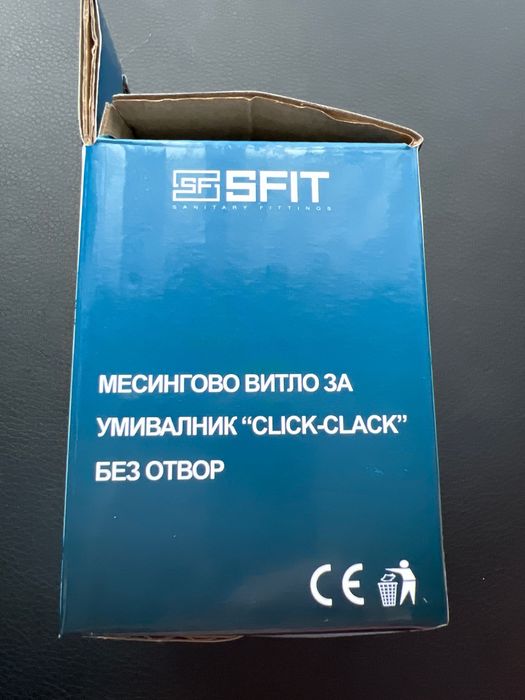 SF SFIT
SANITARY FITTINGS
МЕСИНГОВО ВИТЛО ЗА
УМИВАЛНИК “CLICK-CLACK”
БЕЗ ОТВОР
CE